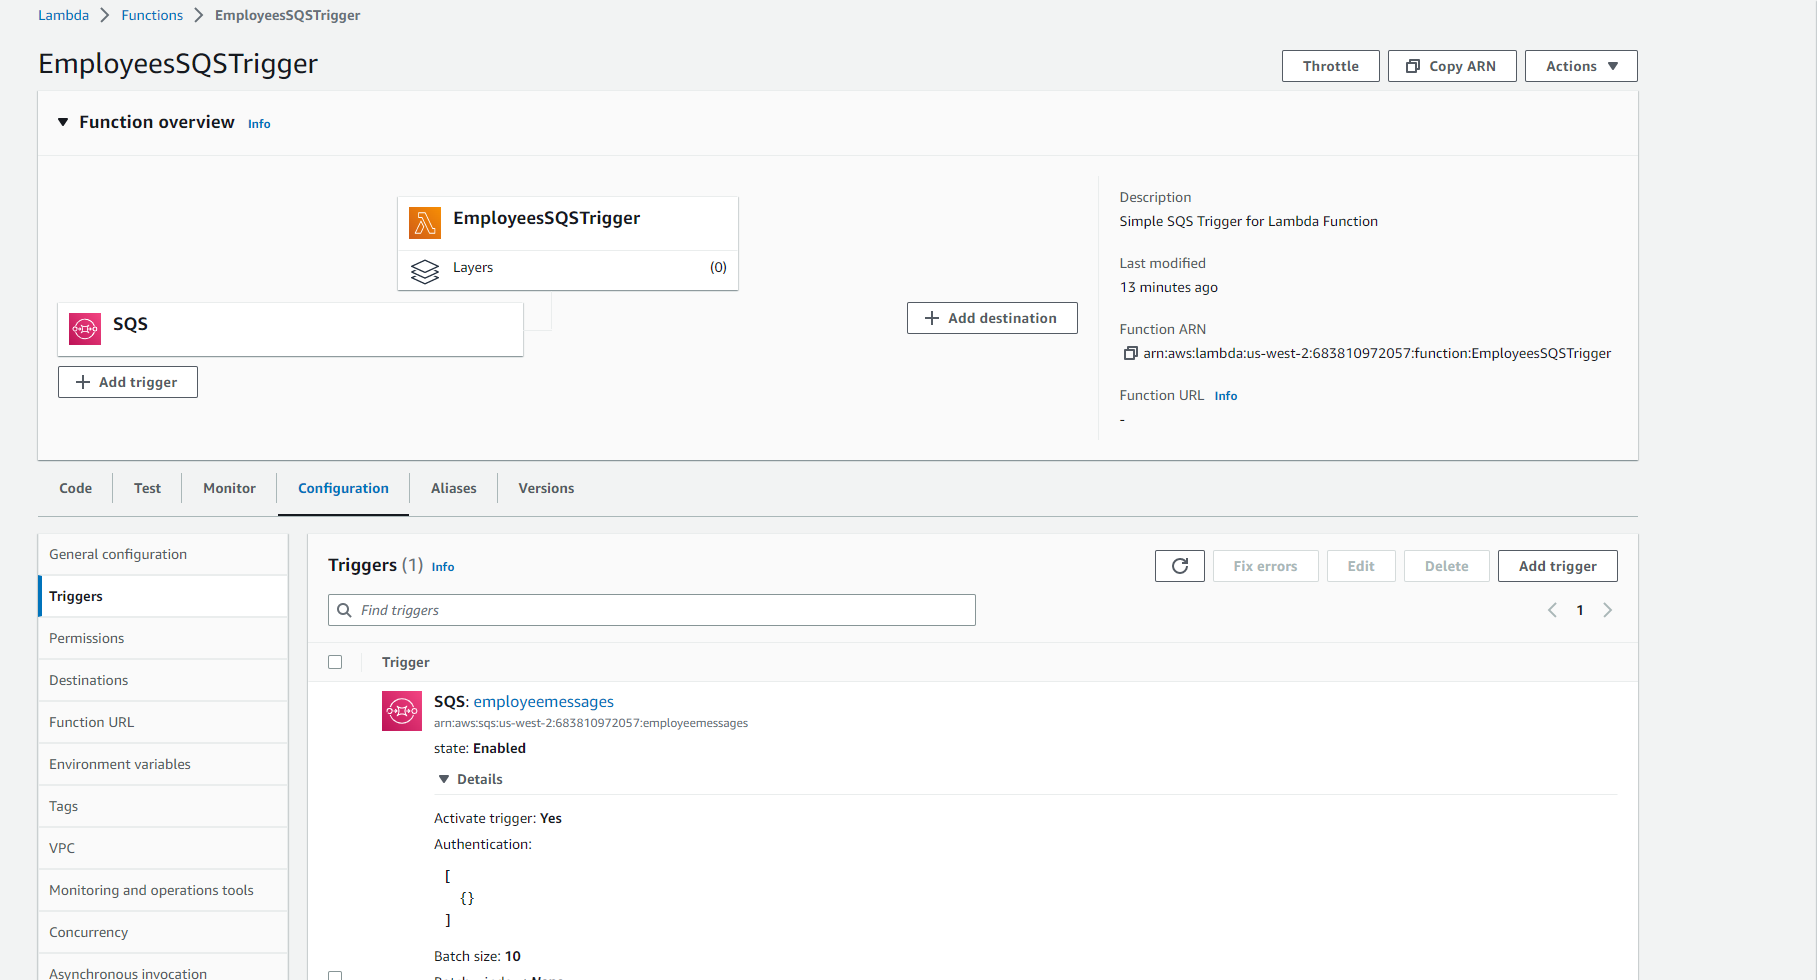 Lambda > Functions > EmployeesSQSTrigger
EmployeesSQSTrigger
Throttle
Copy ARN
Actions
Function overview Info
EmployeesSQSTrigger
Layers (0)
SQS
+ Add trigger
+ Add destination
Description
Simple SQS Trigger for Lambda Function
Last modified
13 minutes ago
Function ARN
arn:aws:lambda:us-west-2:683810972057:function:EmployeesSQSTrigger
Function URL Info
-
Code
Test
Monitor
Configuration
Aliases
Versions
General configuration
Triggers
Permissions
Destinations
Function URL
Environment variables
Tags
VPC
Monitoring and operations tools
Concurrency
Asynchronous invocation
Triggers (1) Info
Fix errors
Edit
Delete
Add trigger
Find triggers
1
Trigger
SQS: employeemessages
arn:aws:sqs:us-west-2:683810972057:employeemessages
state: Enabled
Details
Activate trigger: Yes
Authentication:
[
{}
]
Batch size: 10